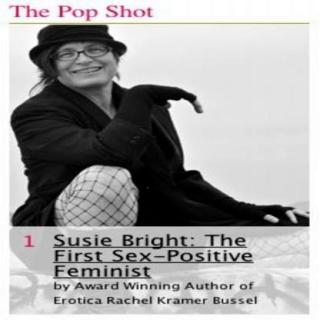 The Pop Shot
1 Susie Bright: The
First Sex-Positive
Feminist
by Award Winning Author of
Erotica Rachel Kramer Bussel